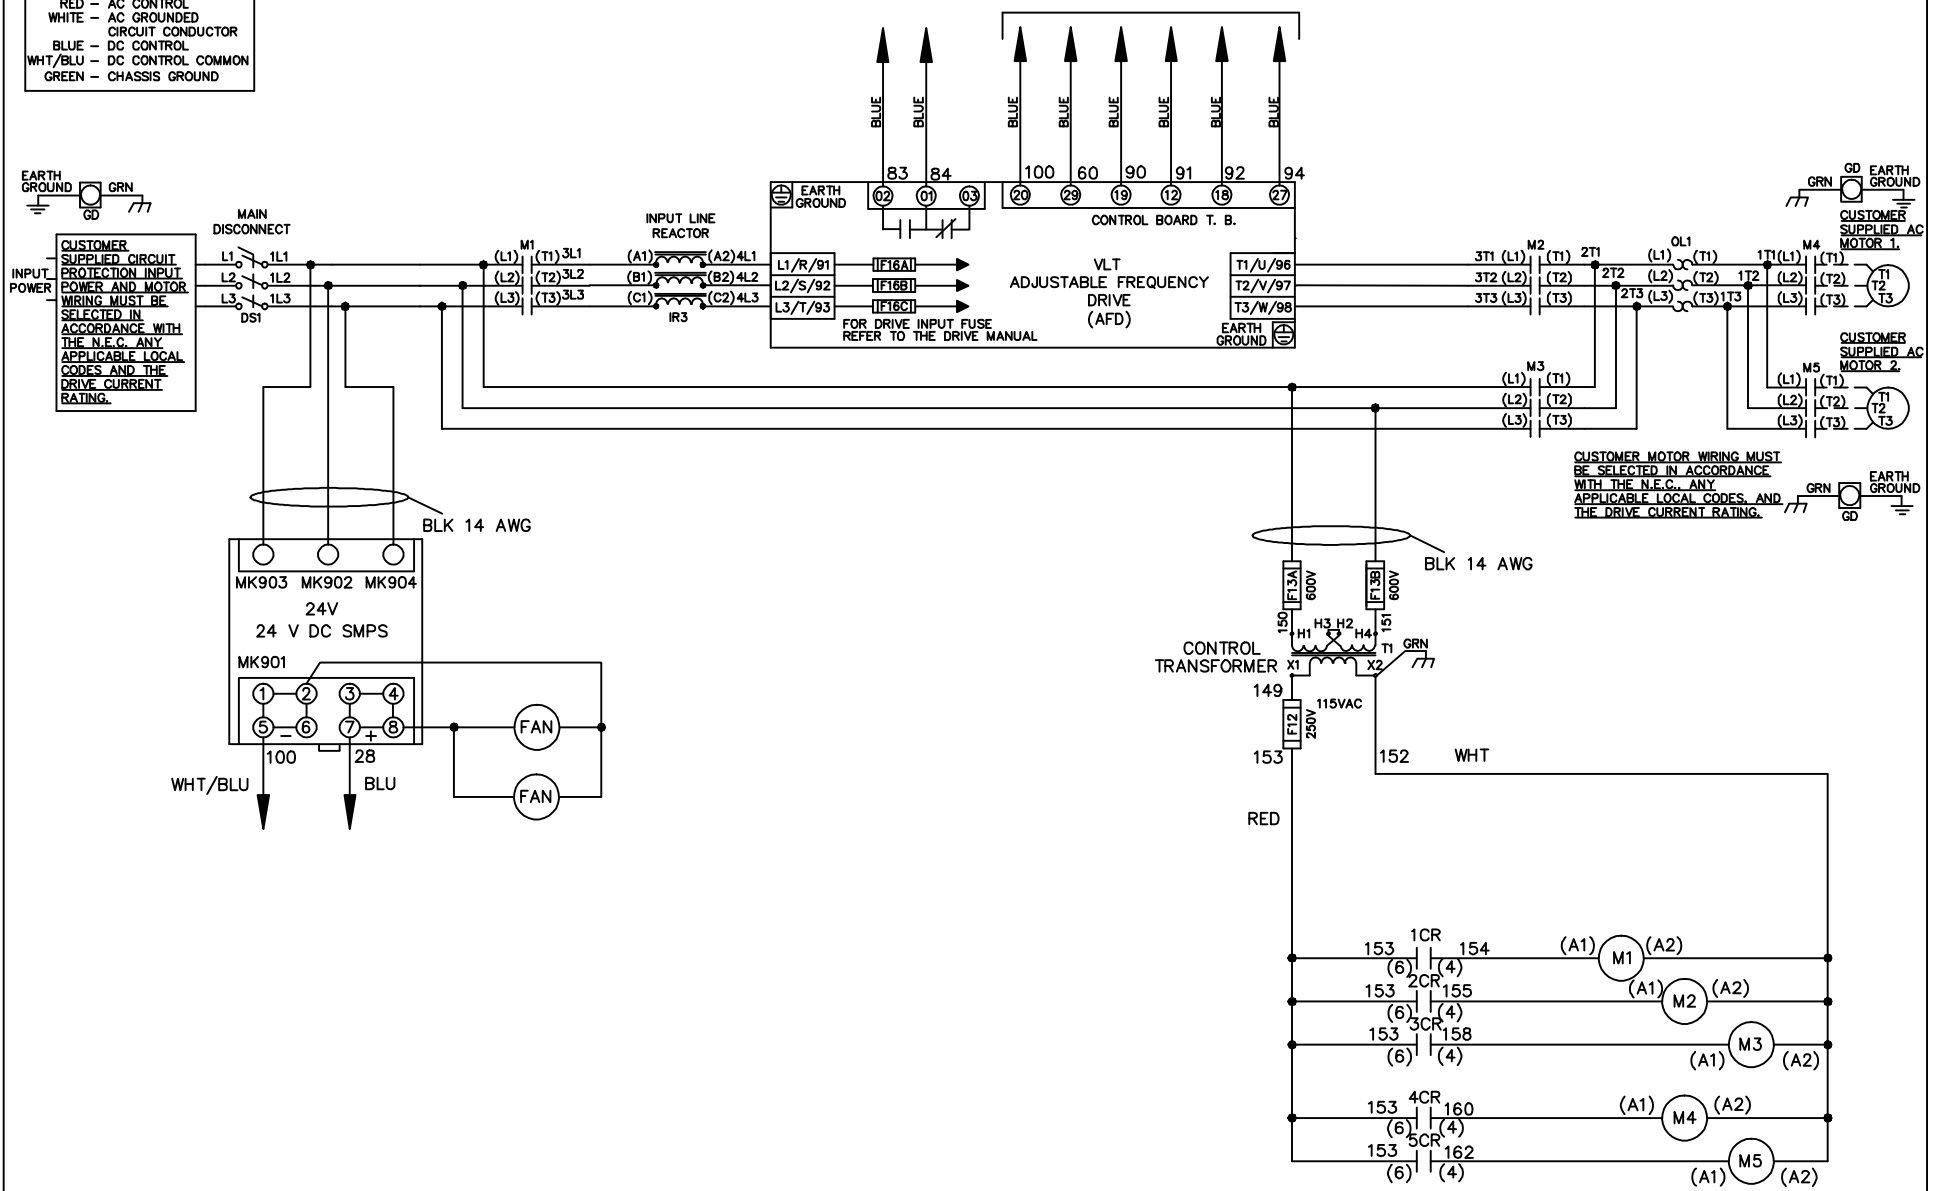 RED – AC CONTROL
WHITE – AC GROUNDED
CIRCUIT CONDUCTOR
BLUE – DC CONTROL
WHT/BLU – DC CONTROL COMMON
GREEN – CHASSIS GROUND
BLUE
BLUE
BLUE
BLUE
BLUE
BLUE
BLUE
BLUE
83
84
100
60
90
91
92
94
EARTH
GROUND
GRN
GD
MAIN
DISCONNECT
CUSTOMER
SUPPLIED CIRCUIT
PROTECTION INPUT
POWER AND MOTOR
WIRING MUST BE
SELECTED IN
ACCORDANCE WITH
THE N.E.C. ANY
APPLICABLE LOCAL
CODES AND THE
DRIVE CURRENT
RATING.
INPUT
POWER
L1 1L1
L2 1L2
L3 1L3
DS1
M1
(L1) (T1) 3L1
(L2) (T2) 3L2
(L3) (T3) 3L3
INPUT LINE
REACTOR
(A1) (A2) 4L1
(B1) (B2) 4L2
(C1) (C2) 4L3
IR3
EARTH
GROUND
02 01 03
20 29 19 12 18 27
CONTROL BOARD T. B.
L1/R/91
L2/S/92
L3/T/93
F16A
F16B
F16C
FOR DRIVE INPUT FUSE
REFER TO THE DRIVE MANUAL
VLT
ADJUSTABLE FREQUENCY
DRIVE
(AFD)
T1/U/96
T2/V/97
T3/W/98
EARTH
GROUND
M2
3T1 (L1) (T1) 2T1
3T2 (L2) (T2) 2T2
3T3 (L3) (T3) 2T3
OL1
(L1) (T1) 1T1
(L2) (T2) 1T2
(L3) (T3) 1T3
M4
(L1) (T1)
(L2) (T2)
(L3) (T3)
T1
T2
T3
GRN
GD
EARTH
GROUND
CUSTOMER
SUPPLIED AC
MOTOR 1.
M3
(L1) (T1)
(L2) (T2)
(L3) (T3)
CUSTOMER
SUPPLIED AC
MOTOR 2.
M5
(L1) (T1)
(L2) (T2)
(L3) (T3)
T1
T2
T3
CUSTOMER MOTOR WIRING MUST
BE SELECTED IN ACCORDANCE
WITH THE N.E.C., ANY
APPLICABLE LOCAL CODES, AND
THE DRIVE CURRENT RATING.
GRN
GD
EARTH
GROUND
BLK 14 AWG
MK903 MK902 MK904
24V
24 V DC SMPS
MK901
1 2 3 4
5 – 6 7 + 8
100
28
WHT/BLU
BLU
FAN
FAN
BLK 14 AWG
F13A
600V
F13B
600V
150
151
H1 H3 H2 H4
T1
GRN
CONTROL
TRANSFORMER
X1 X2
149
115VAC
F12
250V
153
152
WHT
RED
1CR
153 154
(6) (4)
(A1) M1 (A2)
2CR
153 155
(6) (4)
(A1) M2 (A2)
3CR
153 158
(6) (4)
(A1) M3 (A2)
4CR
153 160
(6) (4)
(A1) M4 (A2)
5CR
153 162
(6) (4)
(A1) M5 (A2)